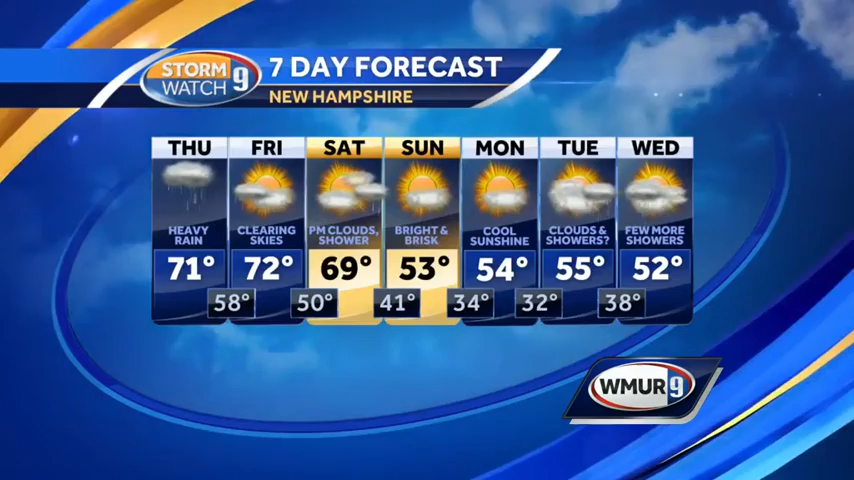 STORM
WATCH 9
7 DAY FORECAST
NEW HAMPSHIRE
THU FRI SAT SUN MON TUE WED
HEAVY RAIN
CLEARING SKIES
PM CLOUDS, SHOWER
BRIGHT & BRISK
COOL SUNSHINE
CLOUDS & SHOWERS?
FEW MORE SHOWERS
71° 72° 69° 53° 54° 55° 52°
58° 50° 41° 34° 32° 38°
WMUR 9